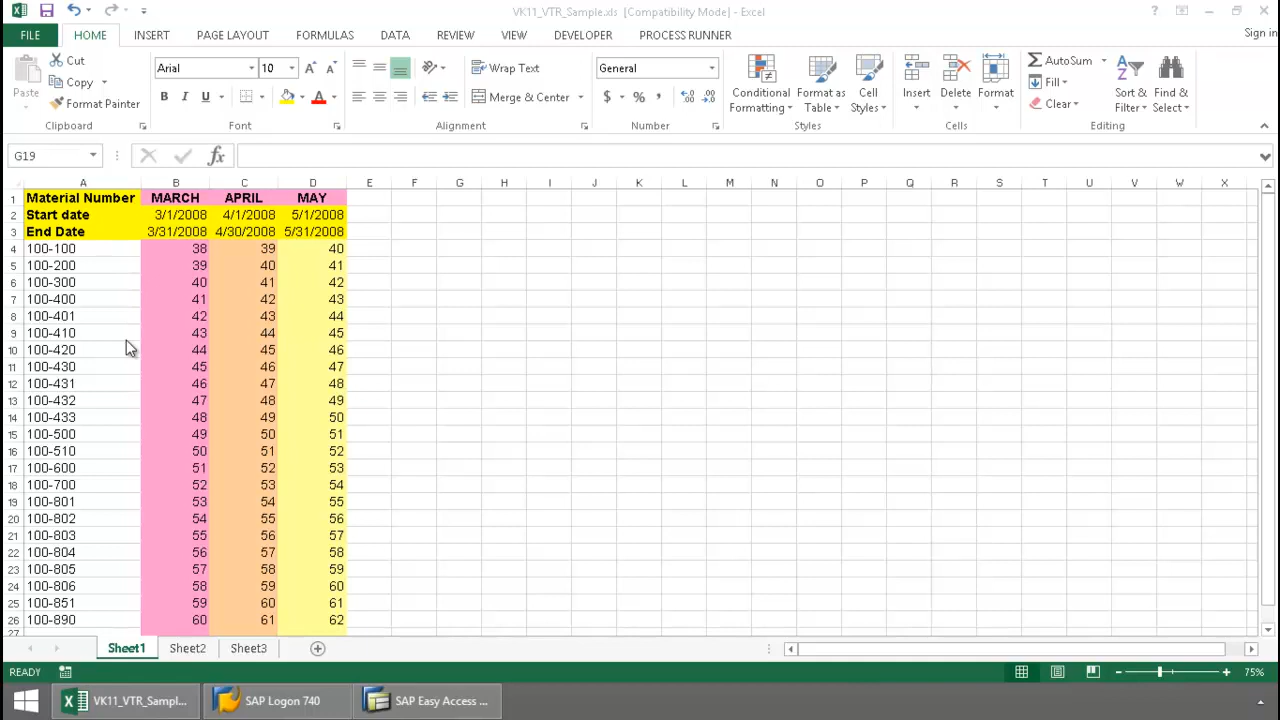 VK11_VTR_Sample.xls [Compatibility Mode] - Excel
FILE HOME INSERT PAGE LAYOUT FORMULAS DATA REVIEW VIEW DEVELOPER PROCESS RUNNER Sign in
Paste Cut Copy Format Painter
Arial 10 B I U A
Wrap Text Merge & Center
General $ % ,
Conditional Formatting Format as Table Cell Styles
Insert Delete Format
AutoSum Fill Clear Sort & Filter Find & Select
Clipboard Font Alignment Number Styles Cells Editing
G19 fx
A B C D E F G H I J K L M N O P Q R S T U V W X
1 Material Number MARCH APRIL MAY
2 Start date 3/1/2008 4/1/2008 5/1/2008
3 End Date 3/31/2008 4/30/2008 5/31/2008
4 100-100 38 39 40
5 100-200 39 40 41
6 100-300 40 41 42
7 100-400 41 42 43
8 100-401 42 43 44
9 100-410 43 44 45
10 100-420 44 45 46
11 100-430 45 46 47
12 100-431 46 47 48
13 100-432 47 48 49
14 100-433 48 49 50
15 100-500 49 50 51
16 100-510 50 51 52
17 100-600 51 52 53
18 100-700 52 53 54
19 100-801 53 54 55
20 100-802 54 55 56
21 100-803 55 56 57
22 100-804 56 57 58
23 100-805 57 58 59
24 100-806 58 59 60
25 100-851 59 60 61
26 100-890 60 61 62
27
Sheet1 Sheet2 Sheet3
READY 75%
VK11_VTR_Sampl... SAP Logon 740 SAP Easy Access ...